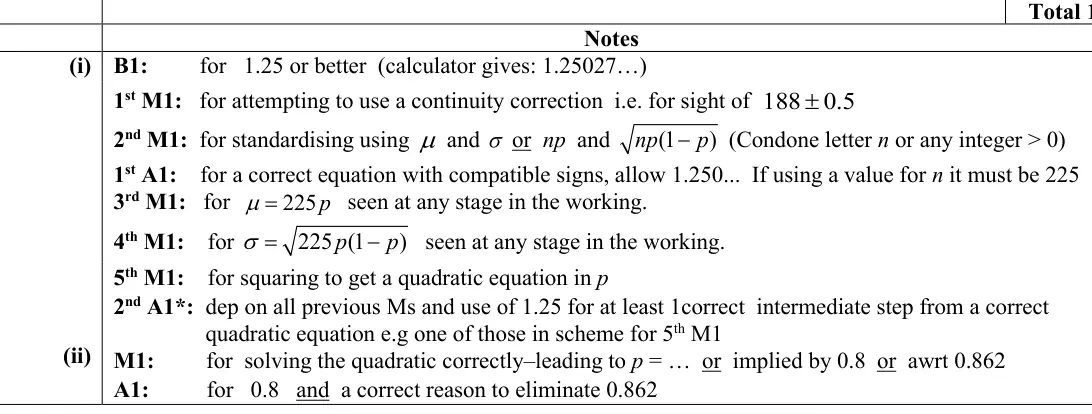 Total 1
Notes
(i) B1: for 1.25 or better (calculator gives: 1.25027…)
1st M1: for attempting to use a continuity correction i.e. for sight of 188 ± 0.5
2nd M1: for standardising using μ and σ or np and √np(1− p) (Condone letter n or any integer > 0)
1st A1: for a correct equation with compatible signs, allow 1.250... If using a value for n it must be 225
3rd M1: for μ = 225p seen at any stage in the working.
4th M1: for σ = √225p(1− p) seen at any stage in the working.
5th M1: for squaring to get a quadratic equation in p
2nd A1*: dep on all previous Ms and use of 1.25 for at least 1correct intermediate step from a correct
quadratic equation e.g one of those in scheme for 5th M1
(ii) M1: for solving the quadratic correctly–leading to p = … or implied by 0.8 or awrt 0.862
A1: for 0.8 and a correct reason to eliminate 0.862